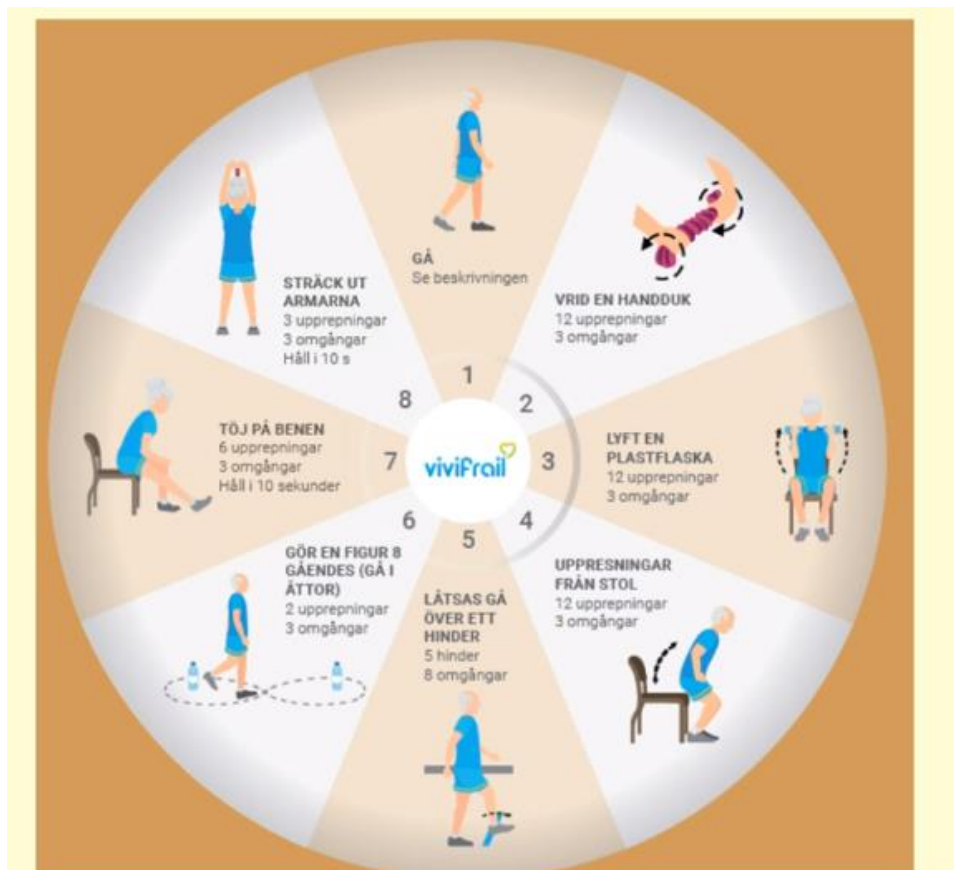 GÅ
Se beskrivningen
1
VRID EN HANDDUK
12 upprepningar
3 omgångar
2
LYFT EN
PLASTFLASKA
12 upprepningar
3 omgångar
3
UPPRESNINGAR
FRÅN STOL
12 upprepningar
3 omgångar
4
5
LÅTSAS GÅ
ÖVER ETT
HINDER
5 hinder
8 omgångar
6
GÖR EN FIGUR 8
GÅENDES (GÅ I
ÅTTOR)
2 upprepningar
3 omgångar
7
TÖJ PÅ BENEN
6 upprepningar
3 omgångar
Håll i 10 sekunder
8
STRÄCK UT
ARMARNA
3 upprepningar
3 omgångar
Håll i 10 s
vivifrail